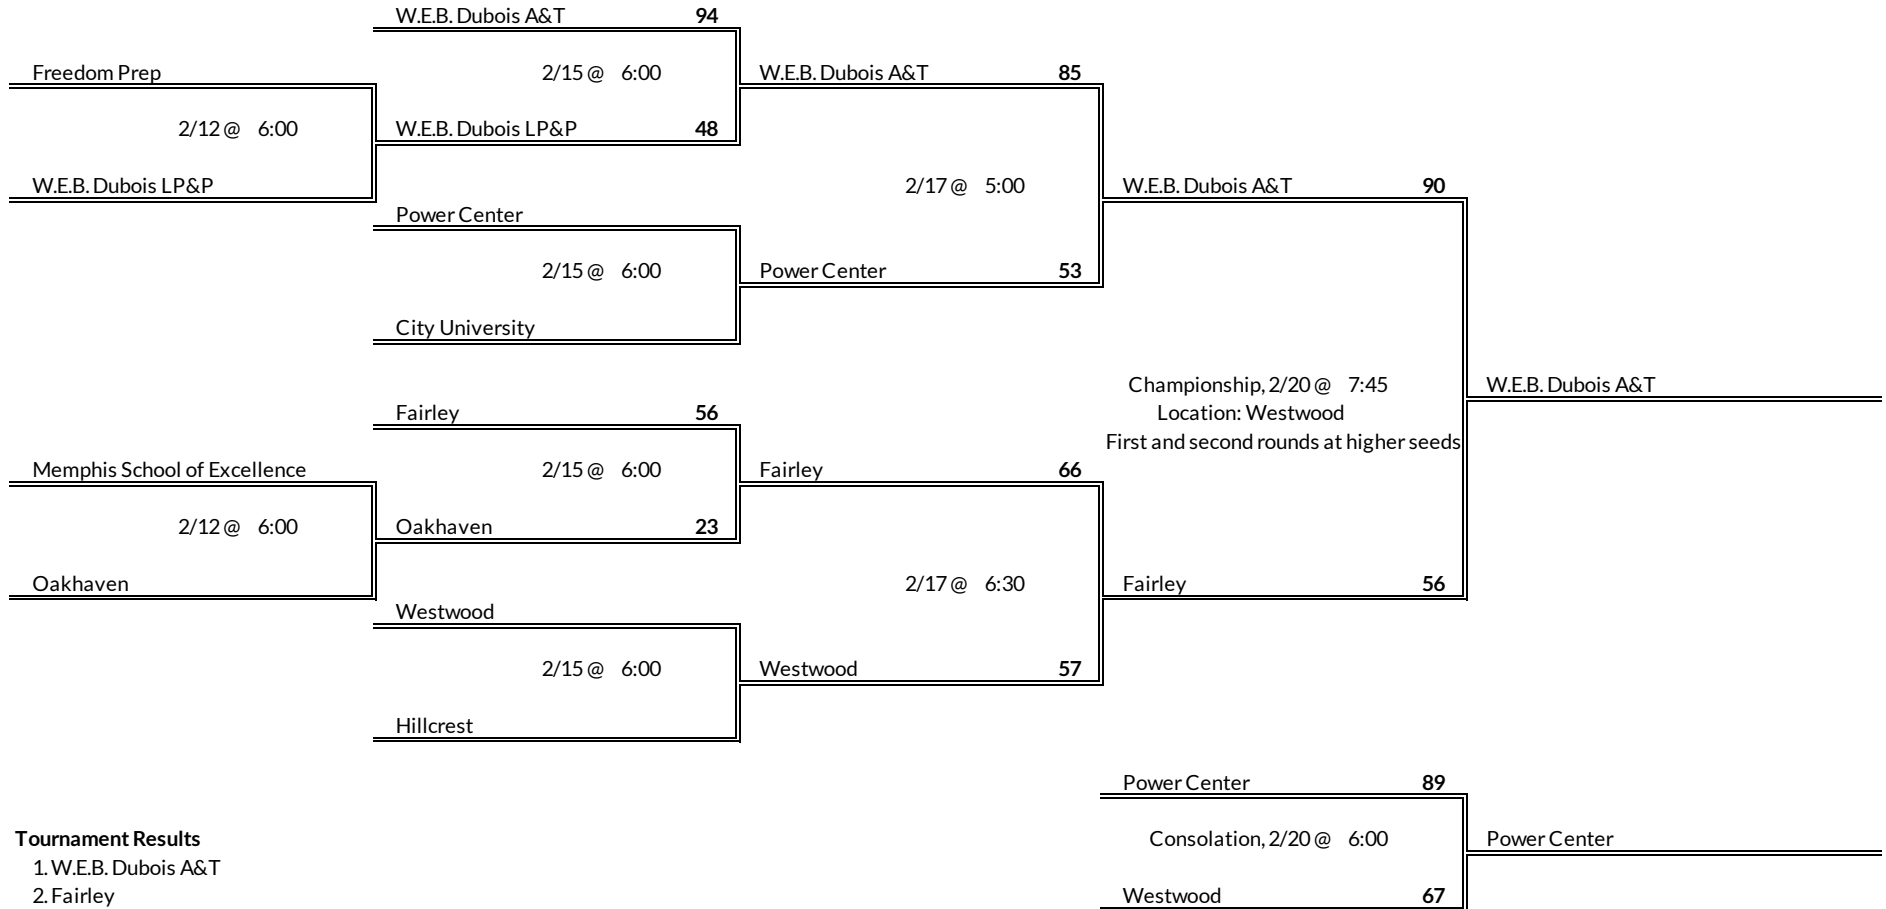 W.E.B. Dubois A&T 94
Freedom Prep 2/15 @ 6:00 W.E.B. Dubois A&T 85
2/12 @ 6:00 W.E.B. Dubois LP&P 48
W.E.B. Dubois LP&P 2/17 @ 5:00 W.E.B. Dubois A&T 90
Power Center
2/15 @ 6:00 Power Center 53
City University
Championship, 2/20 @ 7:45 W.E.B. Dubois A&T
Fairley 56 Location: Westwood
First and second rounds at higher seeds
Memphis School of Excellence 2/15 @ 6:00 Fairley 66
2/12 @ 6:00 Oakhaven 23
Oakhaven 2/17 @ 6:30 Fairley 56
Westwood
2/15 @ 6:00 Westwood 57
Hillcrest
Power Center 89
Tournament Results Consolation, 2/20 @ 6:00 Power Center
1. W.E.B. Dubois A&T
2. Fairley Westwood 67